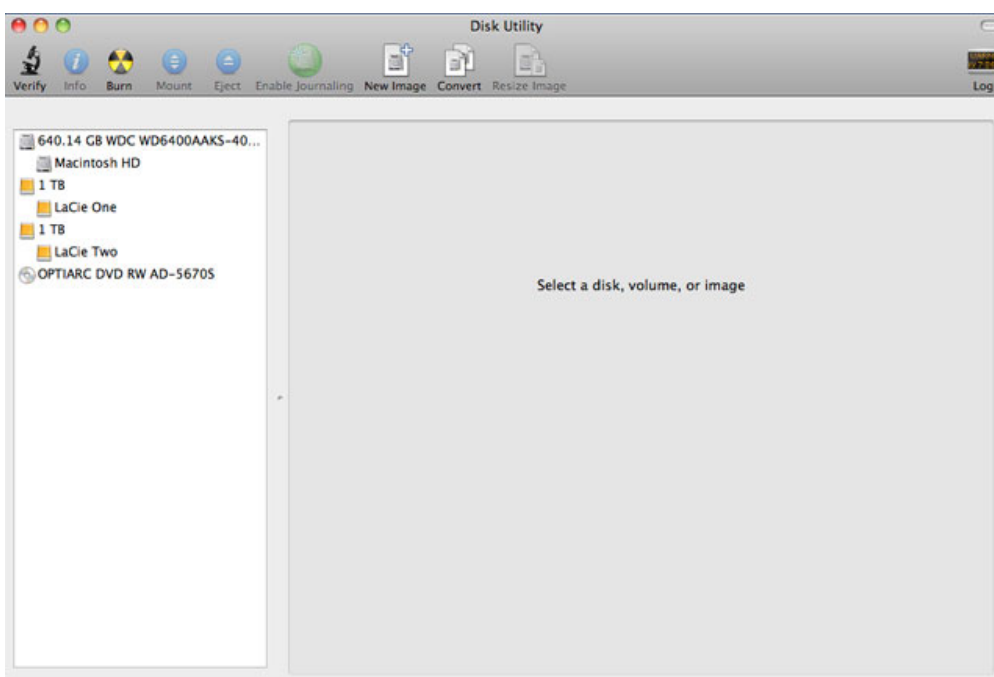 Disk Utility
Verify Info Burn Mount Eject Enable Journaling New Image Convert Resize Image Log
640.14 GB WDC WD6400AAKS-40...
Macintosh HD
1 TB
LaCie One
1 TB
LaCie Two
OPTIARC DVD RW AD-5670S
Select a disk, volume, or image